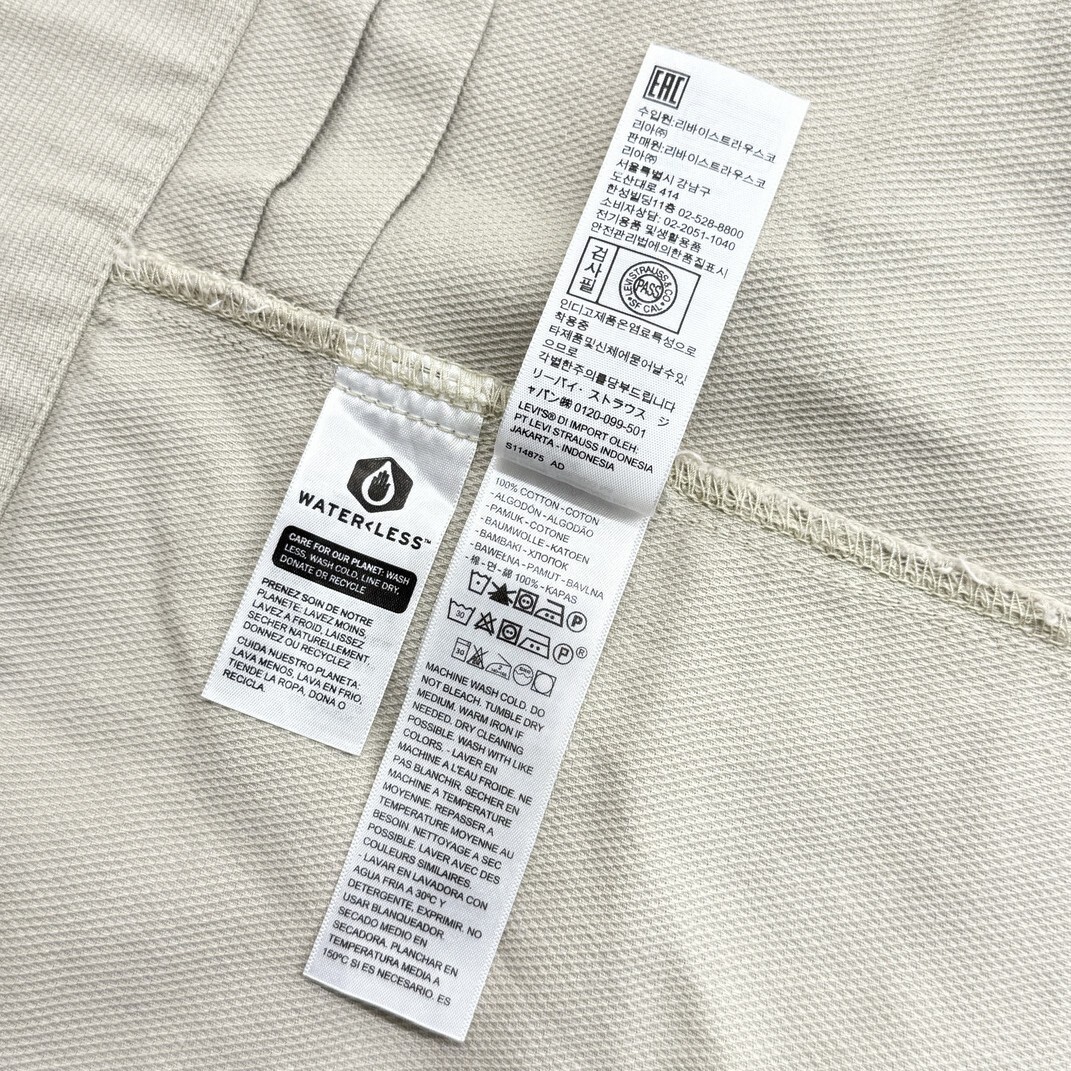 EAC
수입원:리바이스트라우스코
리아㈜
판매원:리바이스트라우스코
리아㈜
서울특별시 강남구
도산대로 414
한성빌딩11층 02-528-8800
소비자상담: 02-2051-1040
전기용품 및생활용품
안전관리법에의한품질표시
검사필
LEVI STRAUSS & CO.
PASS
SF CAL
인디고제품은염료특성으로
착용중
타제품및신체에묻어날수있
으므로
각별한주의를당부드립니다
リーバイ・ストラウス ジ
ャパン㈱ 0120-099-501
LEVI'S® DI IMPORT OLEH:
PT LEVI STRAUSS INDONESIA
JAKARTA - INDONESIA
S114875 AD
100% COTTON -COTON
-ALGODÓN - ALGODÃO
-PAMUK -COTONE
-BAUMWOLLE -KATOEN
-BAMBAKI -ХЛОПОК
-BAWEŁNA -PAMUT -BAVLNA
-棉 -면 -綿 100% -KAPAS
P
30
P®
30
MACHINE WASH COLD. DO
NOT BLEACH. TUMBLE DRY
MEDIUM. WARM IRON IF
NEEDED. DRY CLEANING
POSSIBLE. WASH WITH LIKE
COLORS. - LAVER EN
MACHINE A L'EAU FROIDE. NE
PAS BLANCHIR. SECHER EN
MACHINE A TEMPERATURE
MOYENNE. REPASSER A
TEMPERATURE MOYENNE AU
BESOIN. NETTOYAGE A SEC
POSSIBLE. LAVER AVEC DES
COULEURS SIMILAIRES.
- LAVAR EN LAVADORA CON
AGUA FRIA A 30ºC Y
DETERGENTE, EXPRIMIR. NO
USAR BLANQUEADOR.
SECADO MEDIO EN
SECADORA. PLANCHAR EN
TEMPERATURA MEDIA A
150ºC SI ES NECESARIO. ES
WATER<LESS™
CARE FOR OUR PLANET: WASH
LESS, WASH COLD, LINE DRY,
DONATE OR RECYCLE
PRENEZ SOIN DE NOTRE
PLANETE: LAVEZ MOINS,
LAVEZ A FROID, LAISSEZ
SECHER NATURELLEMENT,
DONNEZ OU RECYCLEZ
CUIDA NUESTRO PLANETA:
LAVA MENOS, LAVA EN FRIO,
TIENDE LA ROPA, DONA O
RECICLA.